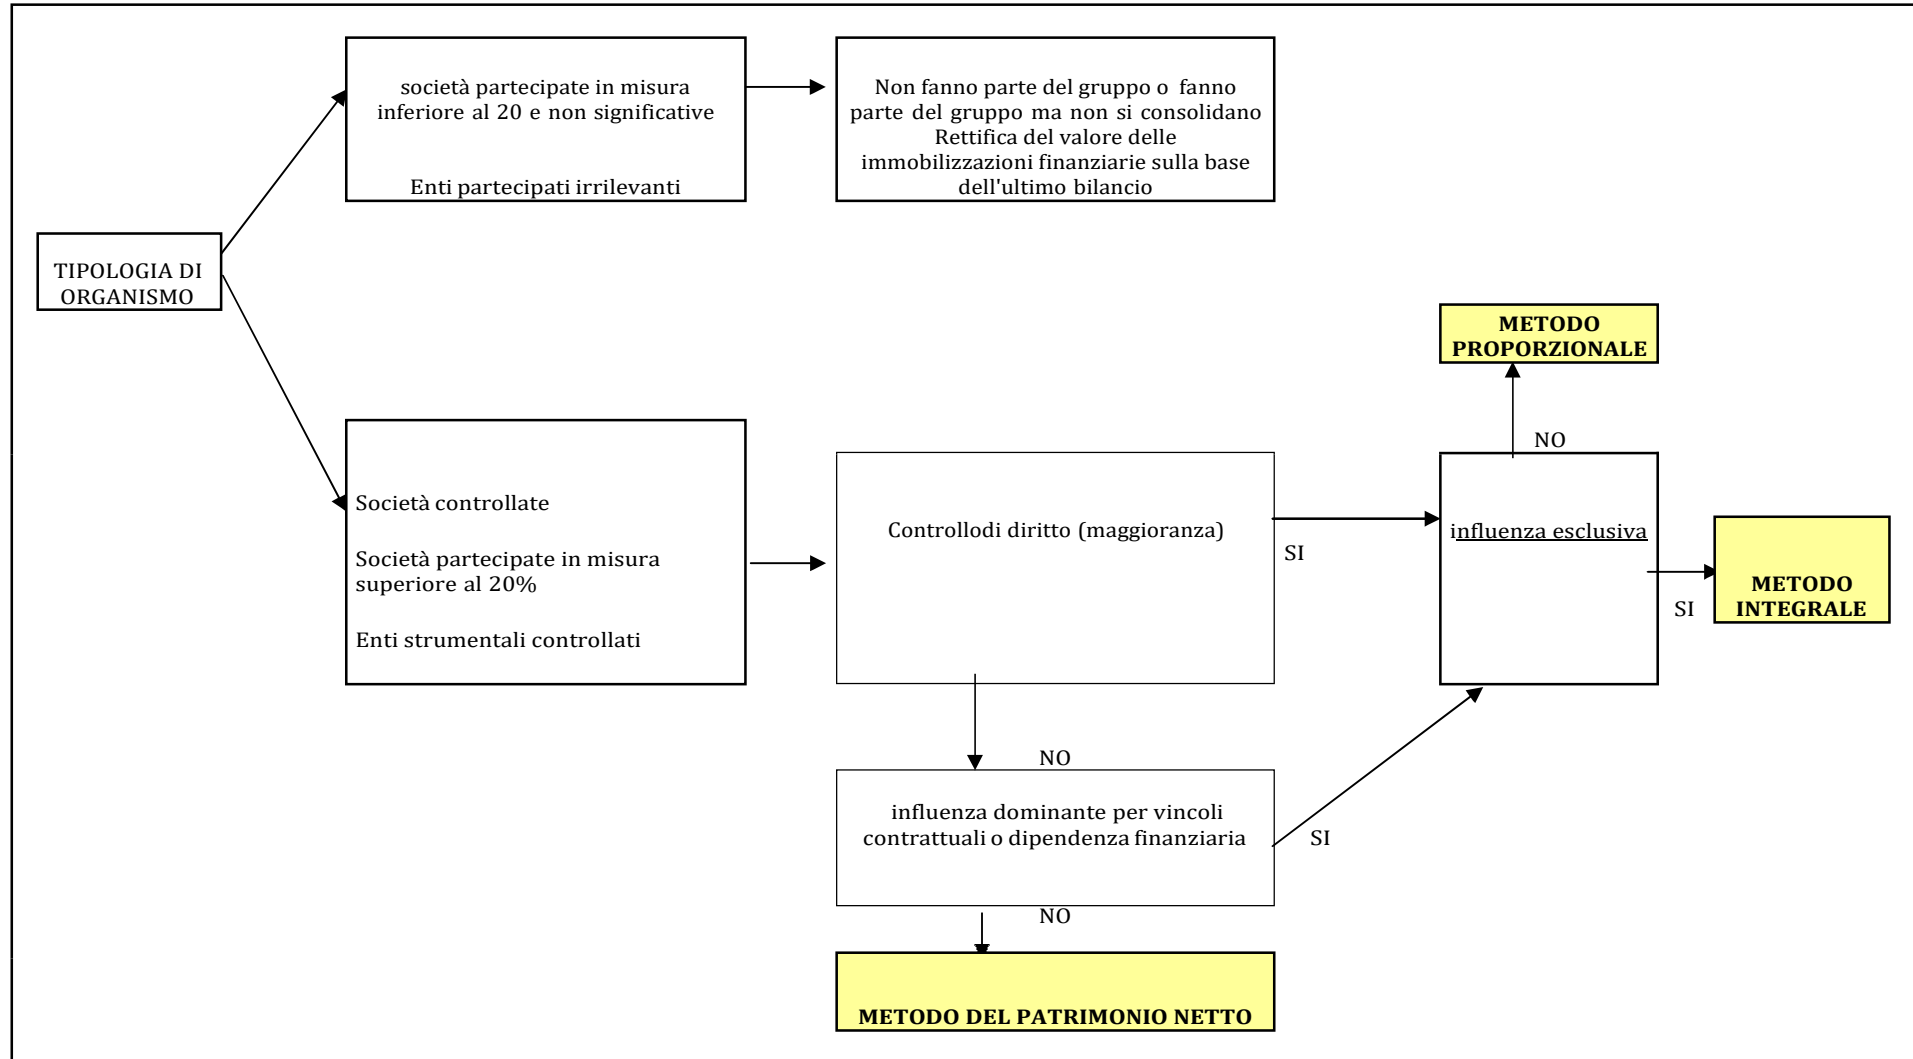 società partecipate in misura
inferiore al 20 e non significative
Enti partecipati irrilevanti
Non fanno parte del gruppo o fanno
parte del gruppo ma non si consolidano
Rettifica del valore delle
immobilizzazioni finanziarie sulla base
dell'ultimo bilancio
TIPOLOGIA DI
ORGANISMO
METODO
PROPORZIONALE
NO
Società controllate
Società partecipate in misura
superiore al 20%
Enti strumentali controllati
Controllodi diritto (maggioranza)
SI
influenza esclusiva
SI
METODO
INTEGRALE
NO
influenza dominante per vincoli
contrattuali o dipendenza finanziaria
SI
NO
METODO DEL PATRIMONIO NETTO